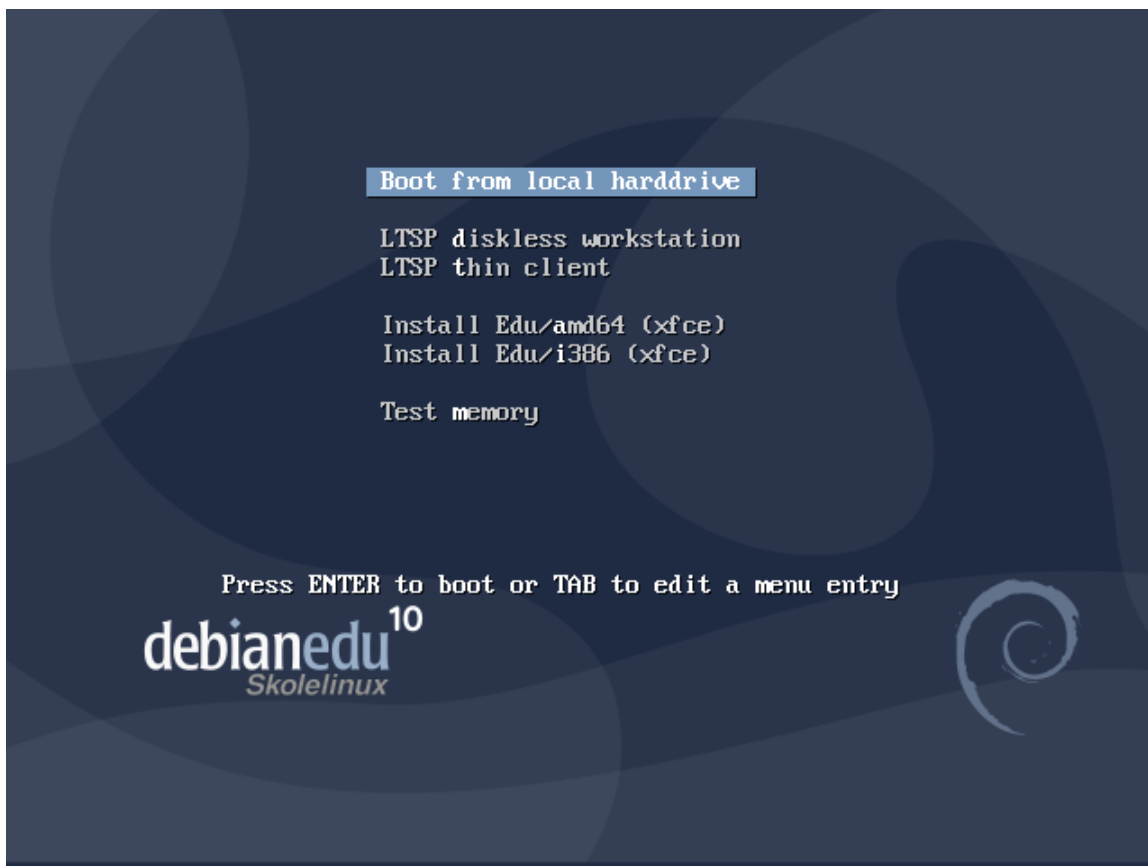 Boot from local harddrive
LTSP diskless workstation
LTSP thin client
Install Edu/amd64 (xfce)
Install Edu/i386 (xfce)
Test memory
Press ENTER to boot or TAB to edit a menu entry
debianedu 10
Skolelinux